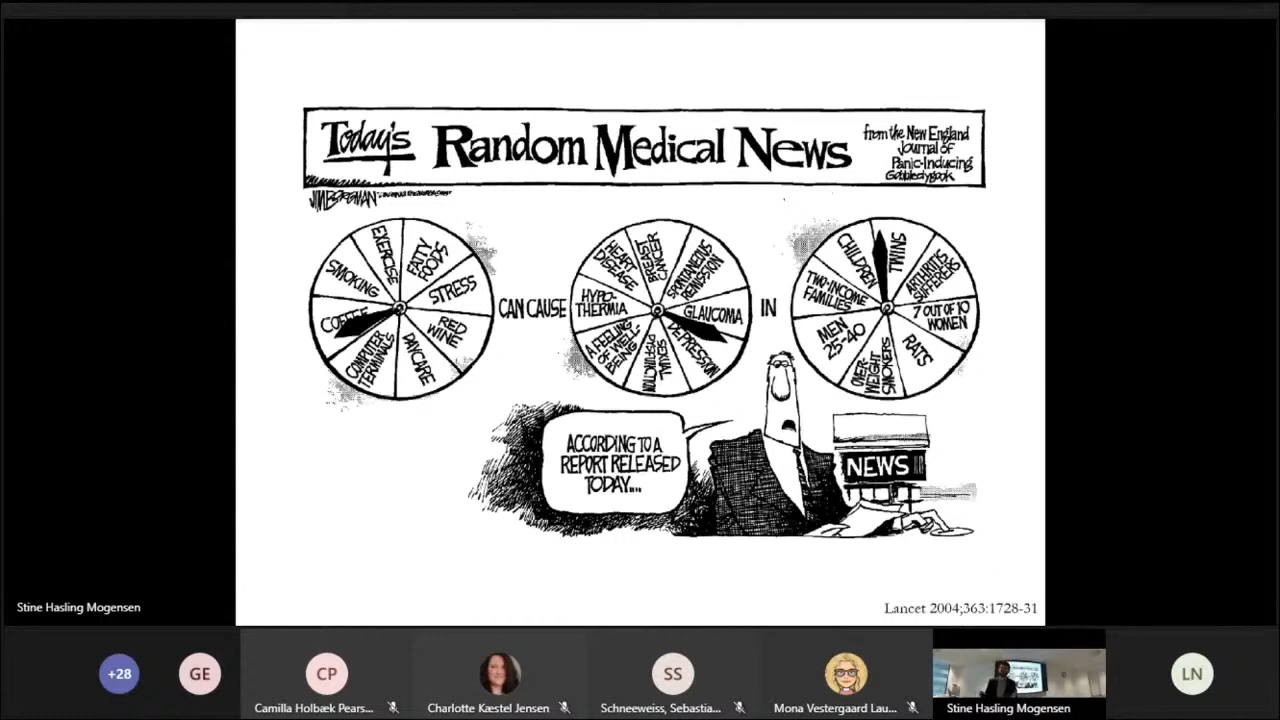 Today's Random Medical News
from the New England
Journal of
Panic-Inducing
Gobbledygook
JIM BORGMAN
EXERCISE
FATTY
FOODS
STRESS
RED
WINE
DAYCARE
COMPUTER
TERMINALS
COFFEE
SMOKING
CAN CAUSE
HEART
DISEASE
BREAST
CANCER
SPONTANEOUS
REMISSION
GLAUCOMA
DEPRESSION
SEXUAL
DYSFUNCTION
A FEELING
OF WELL-
BEING
HYPO-
THERMIA
IN
CHILDREN
TWINS
ARTHRITIS
SUFFERERS
7 OUT OF 10
WOMEN
RATS
OVER-
WEIGHT
SMOKERS
MEN
25-40
TWO-INCOME
FAMILIES
ACCORDING TO A
REPORT RELEASED
TODAY...
NEWS
Lancet 2004;363:1728-31
Stine Hasling Mogensen
+28
GE
CP
Camilla Holbæk Pears...
Charlotte Kæstel Jensen
SS
Schneeweiss, Sebastia...
Mona Vestergaard Lau...
Stine Hasling Mogensen
LN